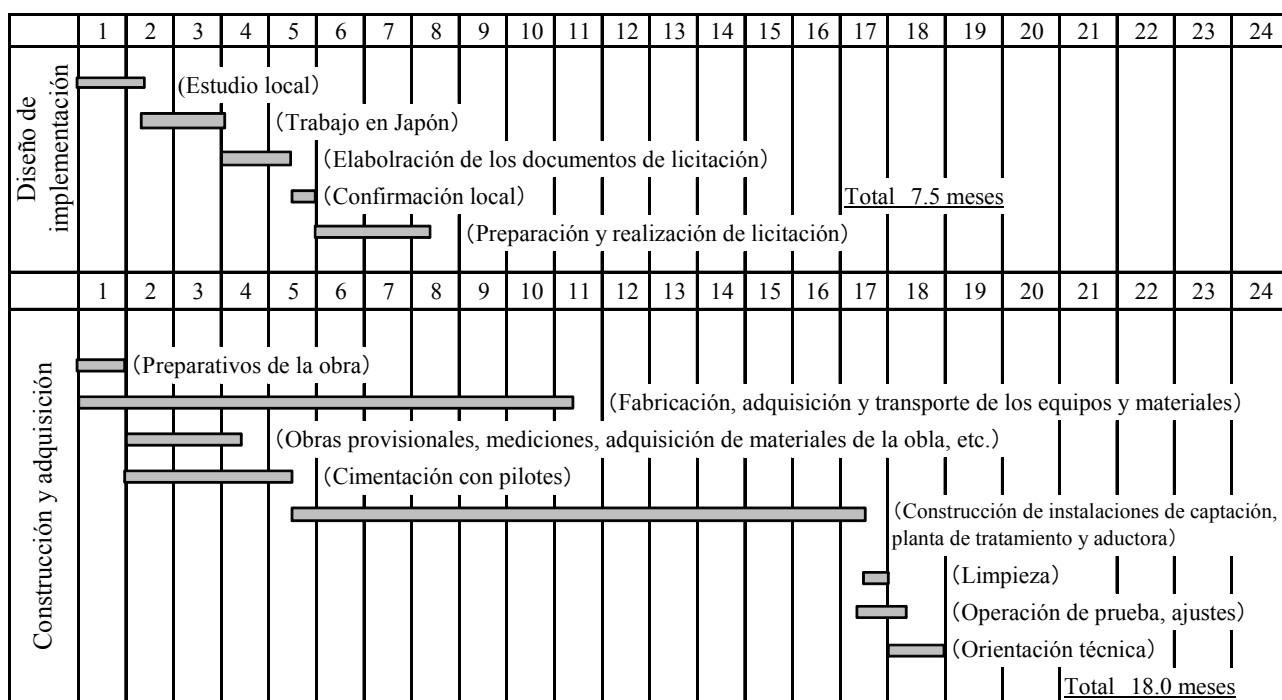 1 2 3 4 5 6 7 8 9 10 11 12 13 14 15 16 17 18 19 20 21 22 23 24
Diseño de
implementación
(Estudio local)
(Trabajo en Japón)
(Elabolración de los documentos de licitación)
(Confirmación local)
Total 7.5 meses
(Preparación y realización de licitación)
1 2 3 4 5 6 7 8 9 10 11 12 13 14 15 16 17 18 19 20 21 22 23 24
Construcción y adquisición
(Preparativos de la obra)
(Fabricación, adquisición y transporte de los equipos y materiales)
(Obras provisionales, mediciones, adquisición de materiales de la obla, etc.)
(Cimentación con pilotes)
(Construcción de instalaciones de captación,
planta de tratamiento y aductora)
(Limpieza)
(Operación de prueba, ajustes)
(Orientación técnica)
Total 18.0 meses